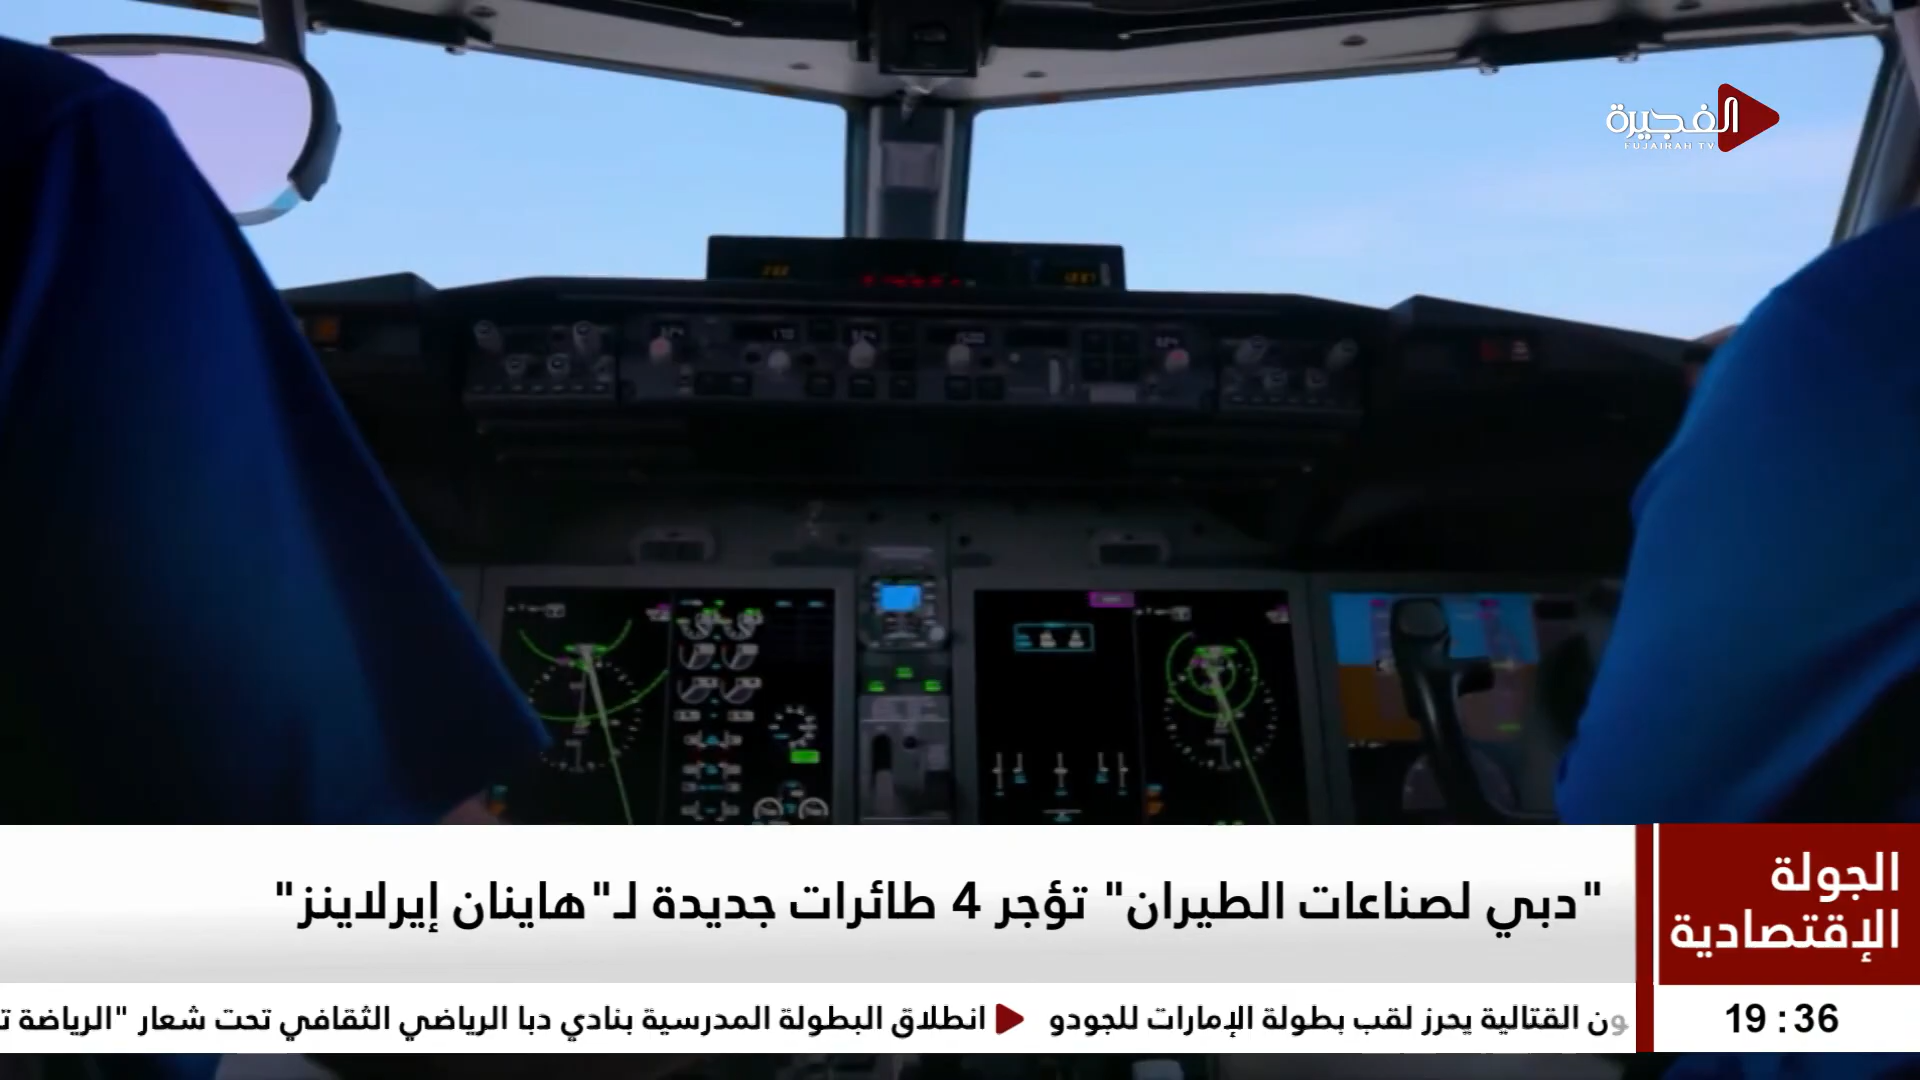 الفجيرة
FUJAIRAH TV
"دبي لصناعات الطيران" تؤجر 4 طائرات جديدة لـ"هاينان إيرلاينز"
الجولة
الإقتصادية
ون القتالية يحرز لقب بطولة الإمارات للجودو
انطلاق البطولة المدرسية بنادي دبا الرياضي الثقافي تحت شعار "الرياضة ت
19 : 36